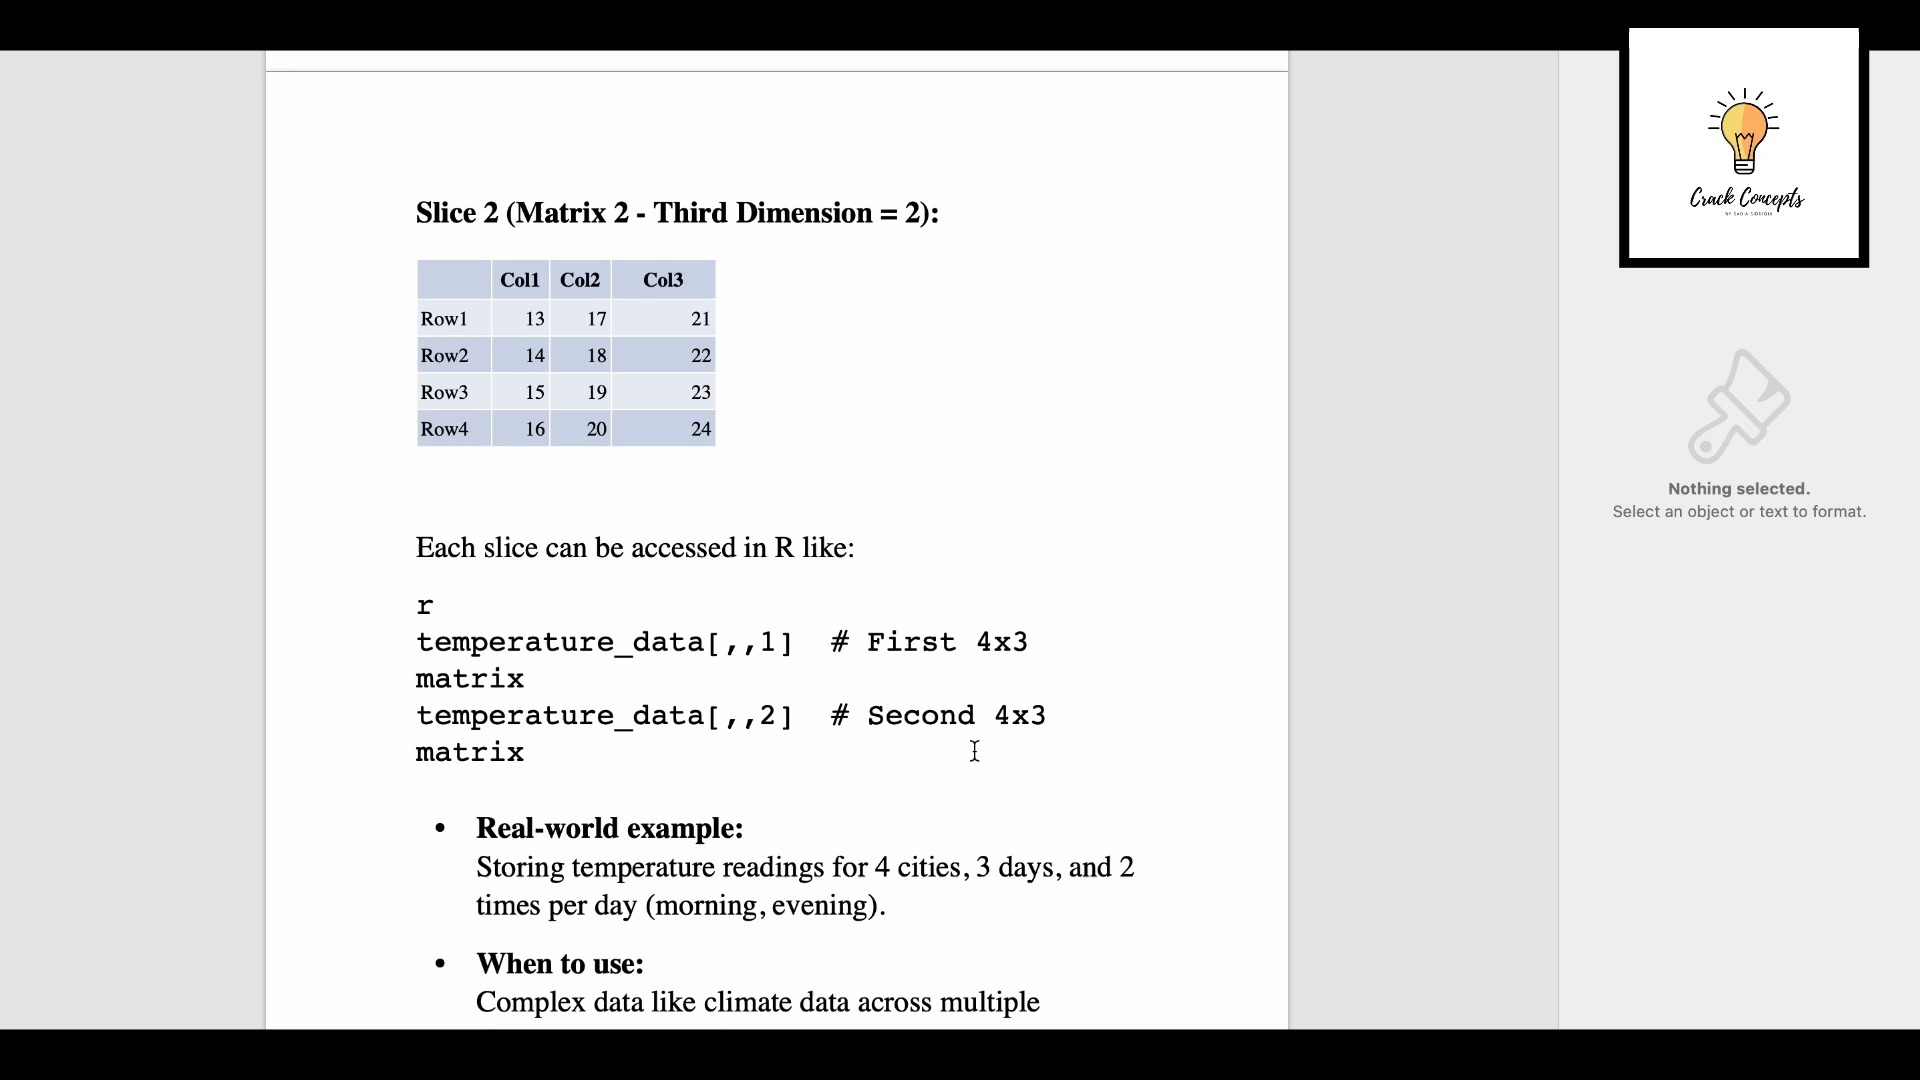 Slice 2 (Matrix 2 - Third Dimension = 2):
Col1 Col2 Col3
Row1 13 17 21
Row2 14 18 22
Row3 15 19 23
Row4 16 20 24
Each slice can be accessed in R like:
r
temperature_data[,,1]  # First 4x3
matrix
temperature_data[,,2]  # Second 4x3
matrix
• Real-world example:
Storing temperature readings for 4 cities, 3 days, and 2
times per day (morning, evening).
• When to use:
Complex data like climate data across multiple
Crack Concepts
BY SADIA SIDDIQUI
Nothing selected.
Select an object or text to format.